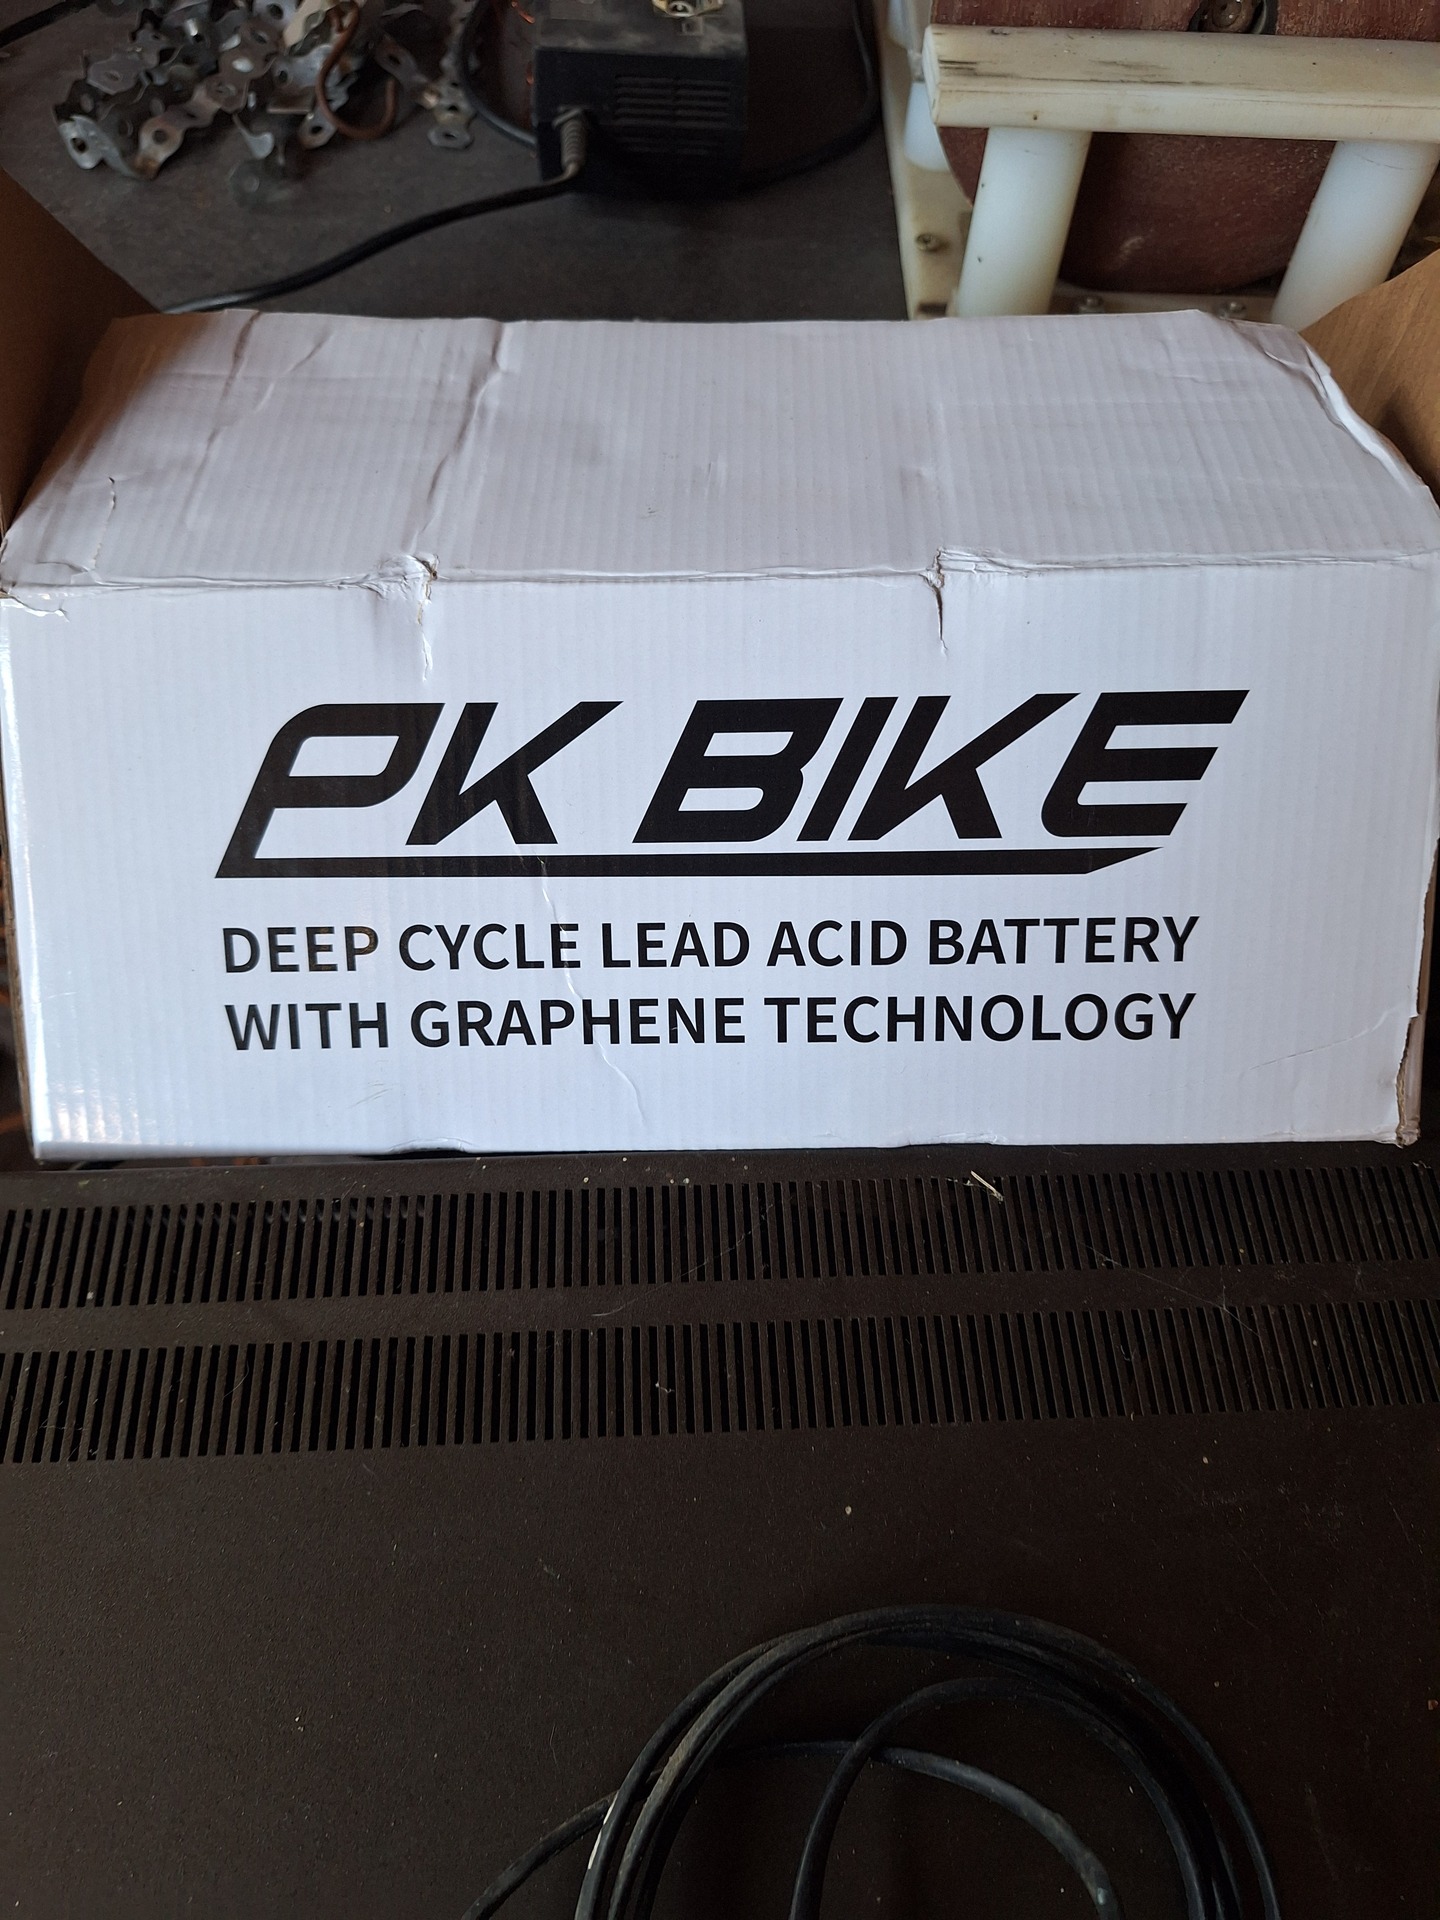 PK BIKE
DEEP CYCLE LEAD ACID BATTERY
WITH GRAPHENE TECHNOLOGY